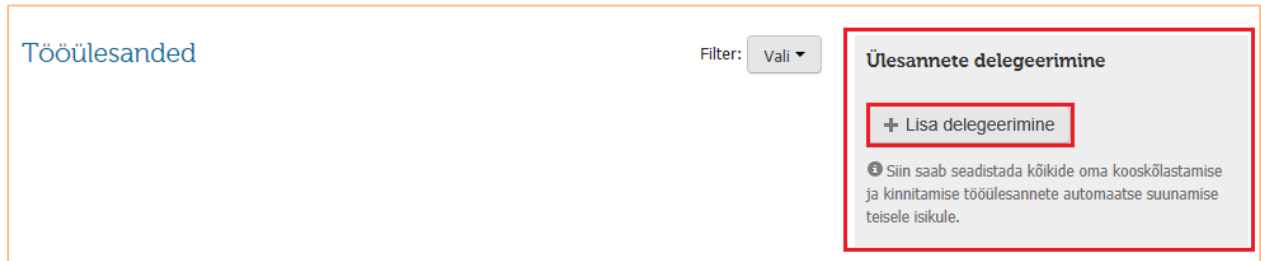 Tööülesanded
Filter: Vali
Ülesannete delegeerimine
+ Lisa delegeerimine
Siin saab seadistada kõikide oma kooskõlastamise
ja kinnitamise tööülesannete automaatse suunamise
teisele isikule.